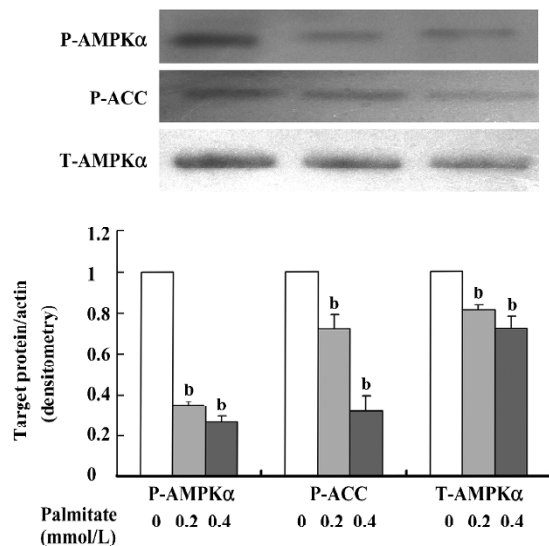 P-AMPKα
P-ACC
T-AMPKα
Target protein/actin
(densitometry)
1.2
1
0.8
0.6
0.4
0.2
0
b
b
b
b
b
b
P-AMPKα P-ACC T-AMPKα
Palmitate 0 0.2 0.4 0 0.2 0.4 0 0.2 0.4
(mmol/L)